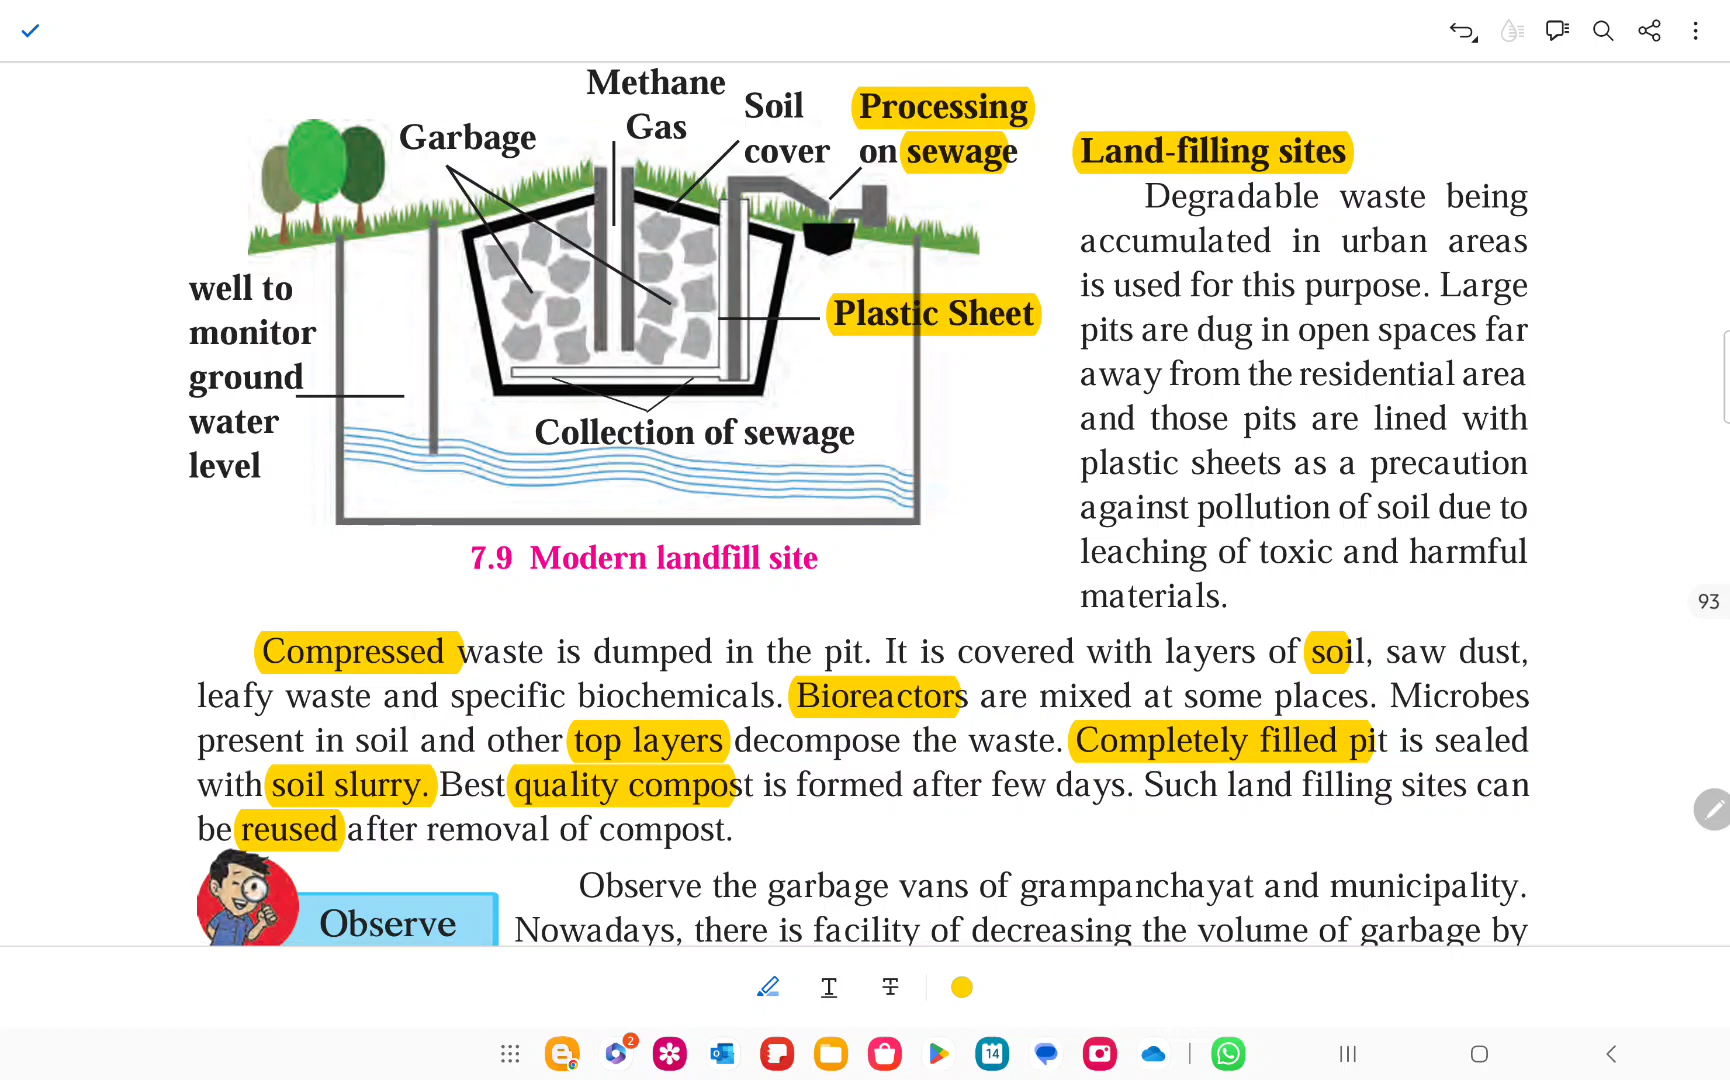 Methane
Gas
Garbage
Soil
cover
Processing
on sewage
well to
monitor
ground
water
level
Plastic Sheet
Collection of sewage
7.9 Modern landfill site
Land-filling sites
Degradable waste being
accumulated in urban areas
is used for this purpose. Large
pits are dug in open spaces far
away from the residential area
and those pits are lined with
plastic sheets as a precaution
against pollution of soil due to
leaching of toxic and harmful
materials.
93
Compressed waste is dumped in the pit. It is covered with layers of soil, saw dust,
leafy waste and specific biochemicals. Bioreactors are mixed at some places. Microbes
present in soil and other top layers decompose the waste. Completely filled pit is sealed
with soil slurry. Best quality compost is formed after few days. Such land filling sites can
be reused after removal of compost.
Observe
Observe the garbage vans of grampanchayat and municipality.
Nowadays, there is facility of decreasing the volume of garbage by
2
14